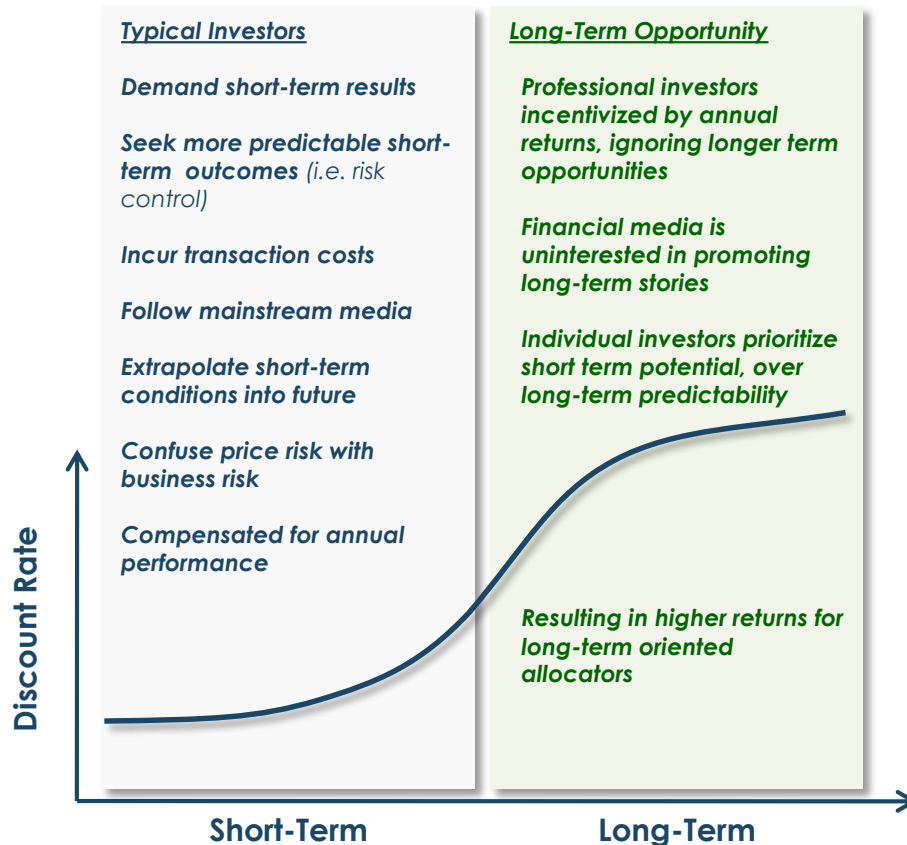 Typical Investors
Demand short-term results
Seek more predictable short-
term outcomes (i.e. risk
control)
Incur transaction costs
Follow mainstream media
Extrapolate short-term
conditions into future
Confuse price risk with
business risk
Compensated for annual
performance
Long-Term Opportunity
Professional investors
incentivized by annual
returns, ignoring longer term
opportunities
Financial media is
uninterested in promoting
long-term stories
Individual investors prioritize
short term potential, over
long-term predictability
Resulting in higher returns for
long-term oriented
allocators
Discount Rate
Short-Term
Long-Term